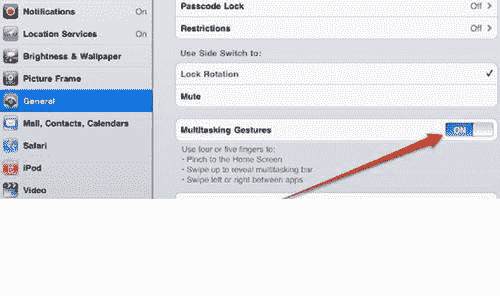 Notifications On
Location Services On
Brightness & Wallpaper
Picture Frame
General
Mail, Contacts, Calendars
Safari
iPod
Video
Passcode Lock Off
Restrictions Off
Use Side Switch to:
Lock Rotation
Mute
Multitasking Gestures ON
Use four or five fingers to:
• Pinch to the Home Screen
• Swipe up to reveal multitasking bar
• Swipe left or right between apps